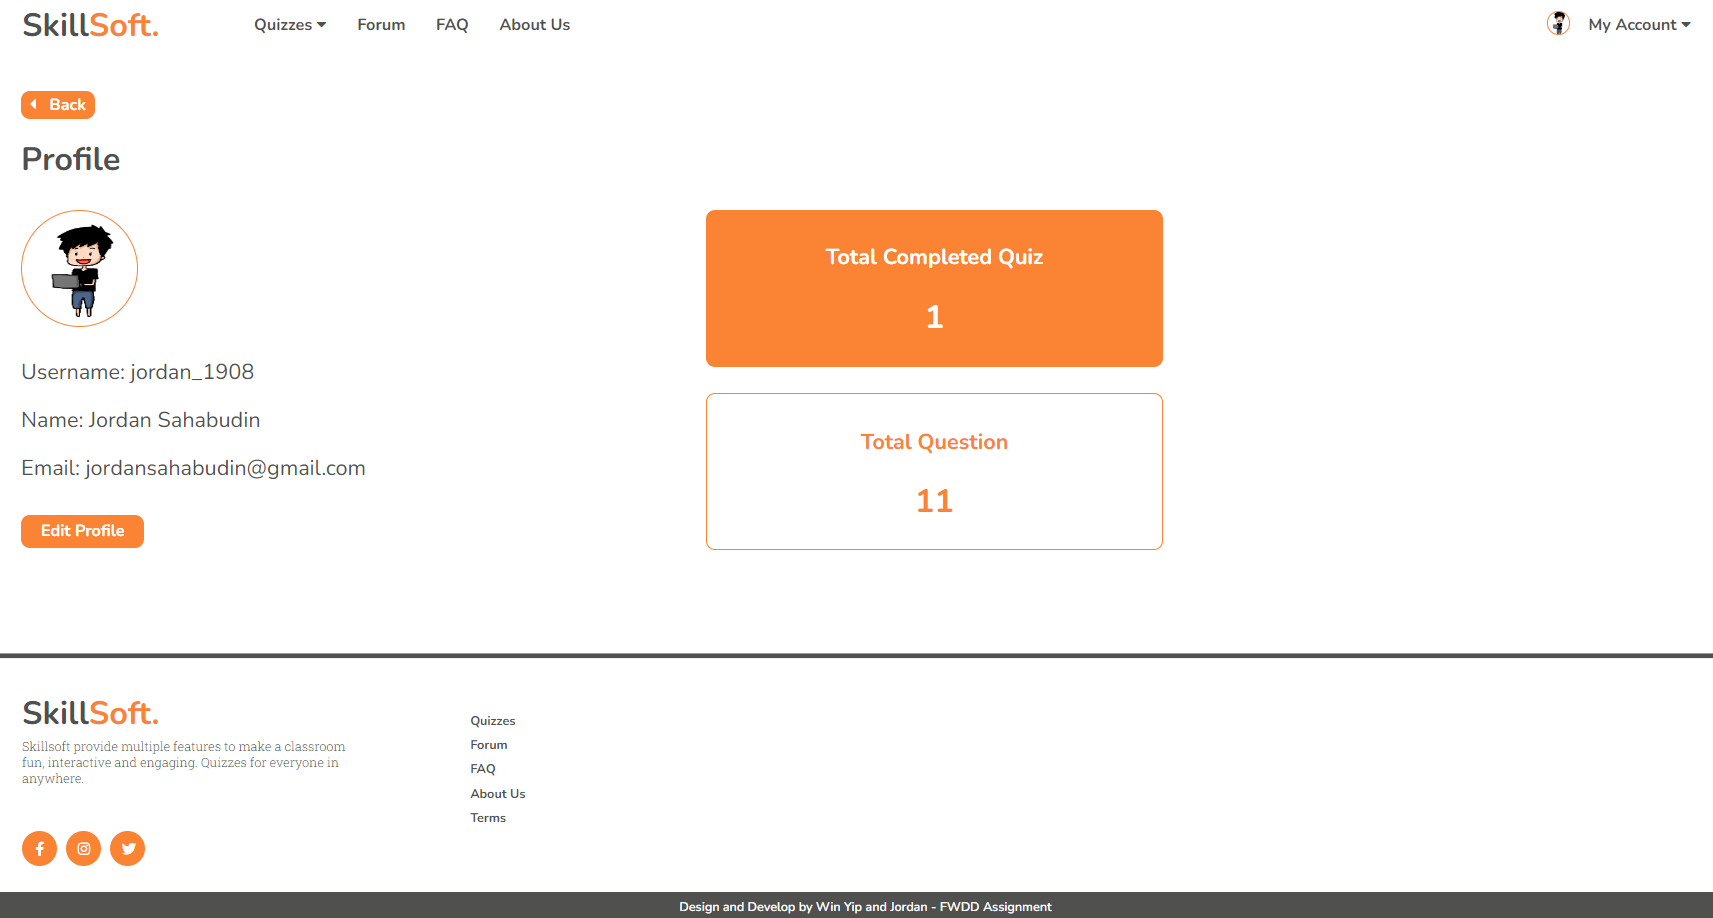 SkillSoft.
Quizzes
Forum
FAQ
About Us
My Account
Back
Profile
Username: jordan_1908
Name: Jordan Sahabudin
Email: jordansahabudin@gmail.com
Edit Profile
Total Completed Quiz
1
Total Question
11
SkillSoft.
Skillsoft provide multiple features to make a classroom
fun, interactive and engaging. Quizzes for everyone in
anywhere.
Quizzes
Forum
FAQ
About Us
Terms
Design and Develop by Win Yip and Jordan - FWDD Assignment